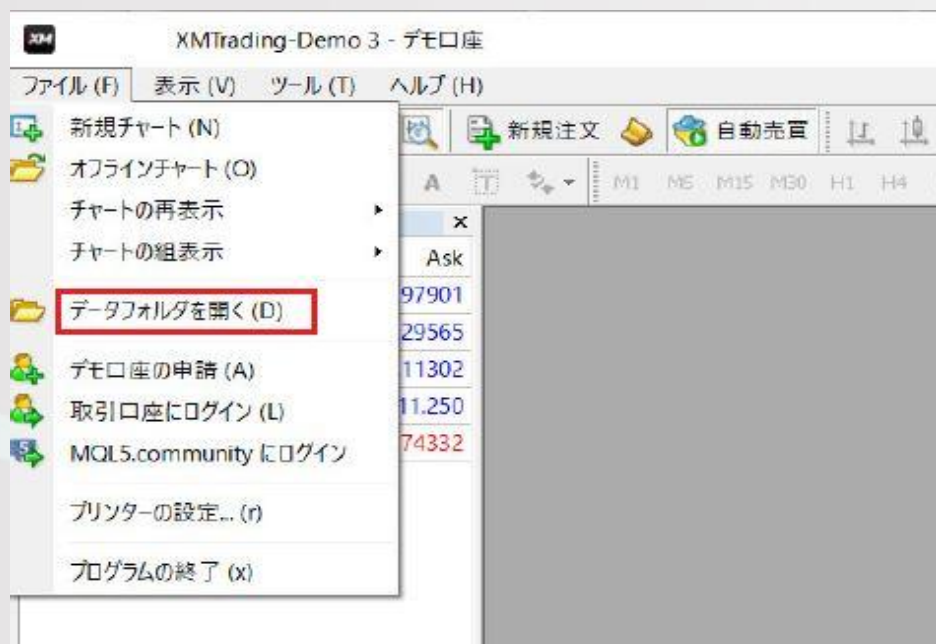 XM XMTrading-Demo 3 - デモ口座
ファイル (F) 表示 (V) ツール (T) ヘルプ (H)
新規チャート (N)
新規注文 自動売買
オフラインチャート (O)
A T M1 M5 M15 M30 H1 H4
チャートの再表示
×
チャートの組表示
Ask
97901
データフォルダを開く (D)
29565
デモ口座の申請 (A)
11302
取引口座にログイン (L)
11.250
MQL5.community にログイン
74332
プリンターの設定... (r)
プログラムの終了 (x)